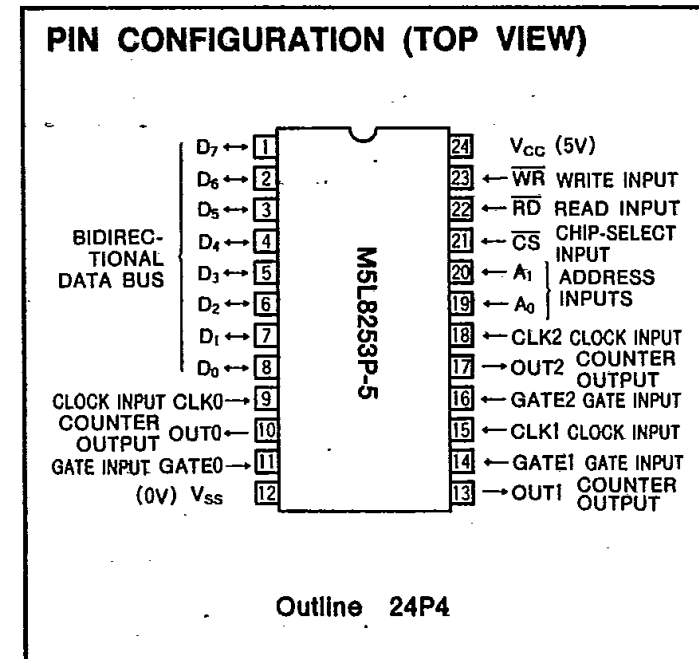 PIN CONFIGURATION (TOP VIEW)
BIDIREC-
TIONAL
DATA BUS
D7 ↔ 1
D6 ↔ 2
D5 ↔ 3
D4 ↔ 4
D3 ↔ 5
D2 ↔ 6
D1 ↔ 7
D0 ↔ 8
CLOCK INPUT CLK0 → 9
COUNTER
OUTPUT OUT0 ← 10
GATE INPUT GATE0 → 11
(0V) VSS 12
M5L8253P-5
24 VCC (5V)
23 ← W̅R̅ WRITE INPUT
22 ← R̅D̅ READ INPUT
21 ← C̅S̅ CHIP-SELECT
INPUT
20 ← A1
19 ← A0
ADDRESS
INPUTS
18 ← CLK2 CLOCK INPUT
17 → OUT2 COUNTER
OUTPUT
16 ← GATE2 GATE INPUT
15 ← CLK1 CLOCK INPUT
14 ← GATE1 GATE INPUT
13 → OUT1 COUNTER
OUTPUT
Outline 24P4